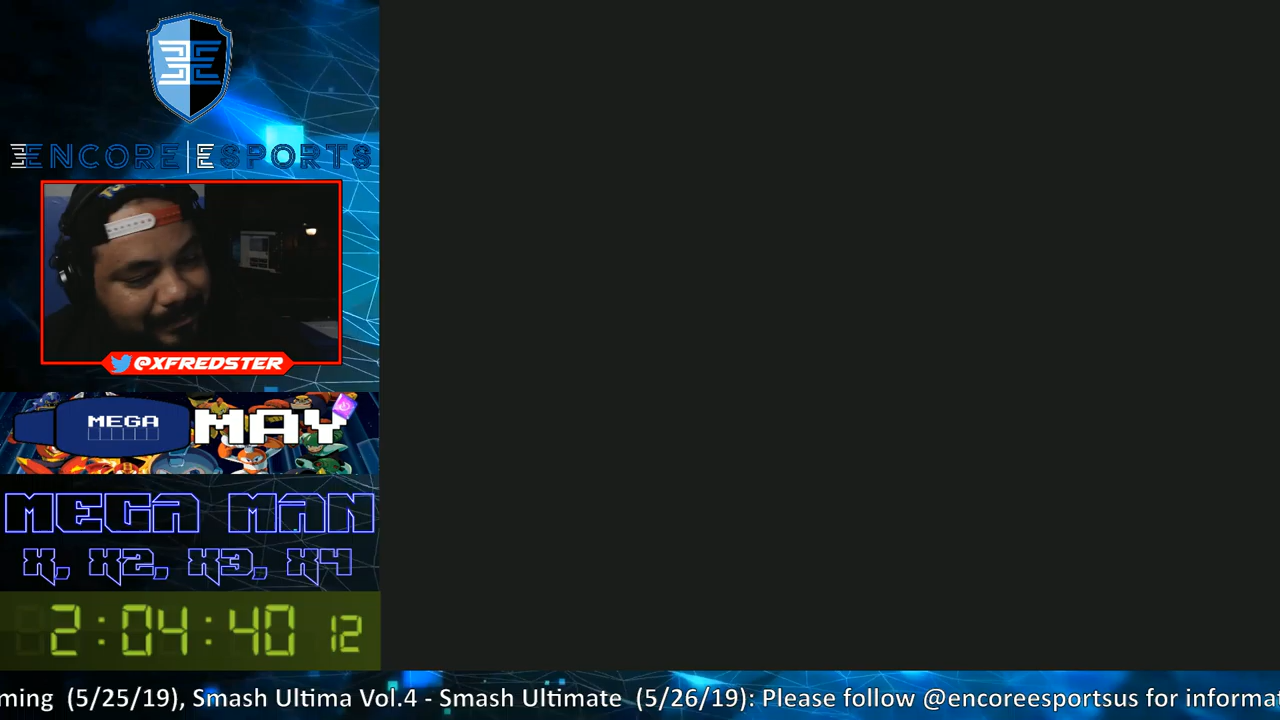 ENCORE|ESPORTS
@XFREDSTER
MEGA
MAY
MEGA MAN
X, X2, X3, X4
2:04:40 12
ming (5/25/19), Smash Ultima Vol.4 - Smash Ultimate (5/26/19): Please follow @encoreesportsus for informat